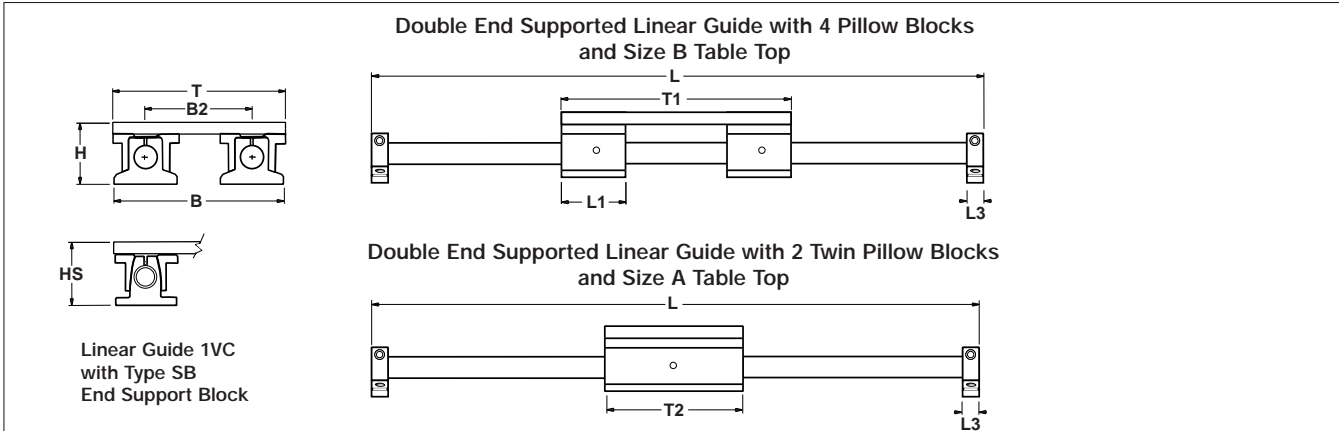 Double End Supported Linear Guide with 4 Pillow Blocks
and Size B Table Top
L
T
T1
B2
H
B
L1
L3
Double End Supported Linear Guide with 2 Twin Pillow Blocks
and Size A Table Top
HS
L
Linear Guide 1VC
with Type SB
End Support Block
T2
L3